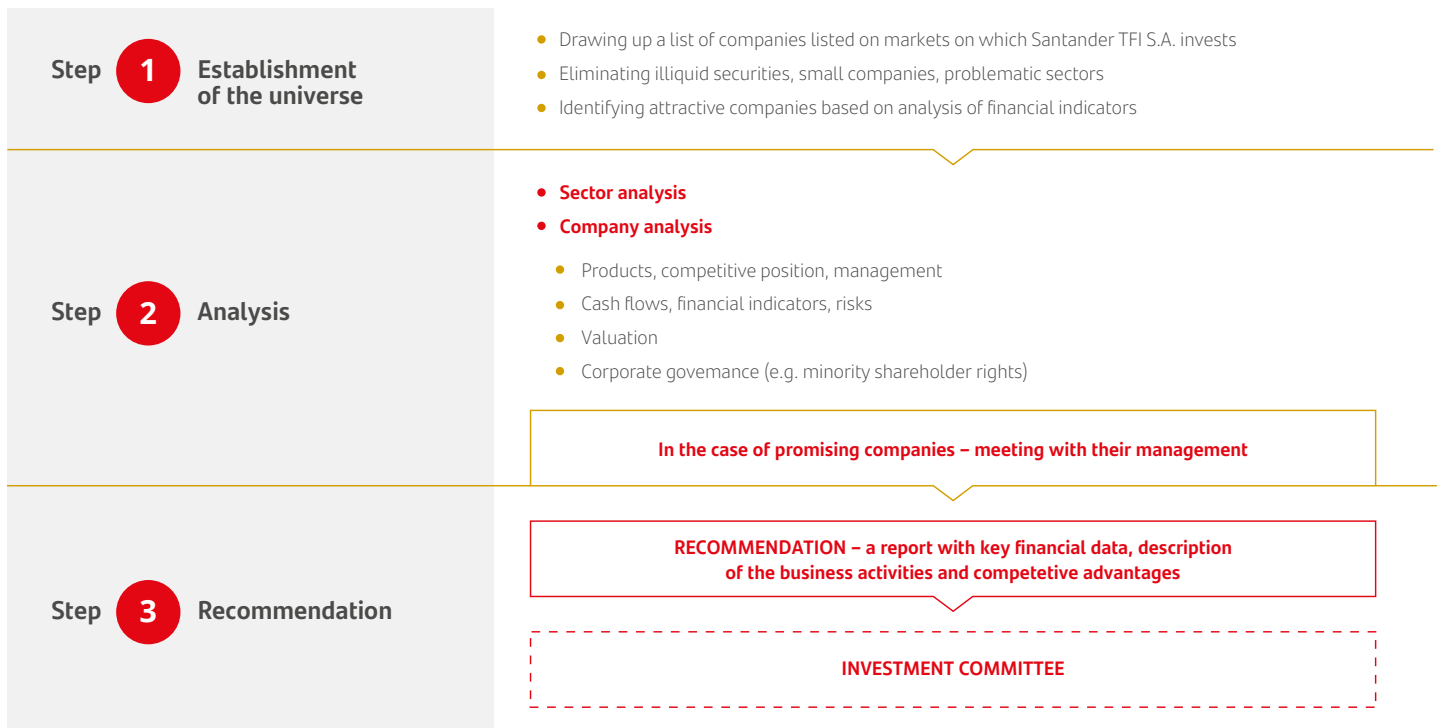 Step 1 Establishment
of the universe
• Drawing up a list of companies listed on markets on which Santander TFI S.A. invests
• Eliminating illiquid securities, small companies, problematic sectors
• Identifying attractive companies based on analysis of financial indicators
Step 2 Analysis
• Sector analysis
• Company analysis
• Products, competitive position, management
• Cash flows, financial indicators, risks
• Valuation
• Corporate govemance (e.g. minority shareholder rights)
In the case of promising companies – meeting with their management
Step 3 Recommendation
RECOMMENDATION – a report with key financial data, description
of the business activities and competetive advantages
INVESTMENT COMMITTEE